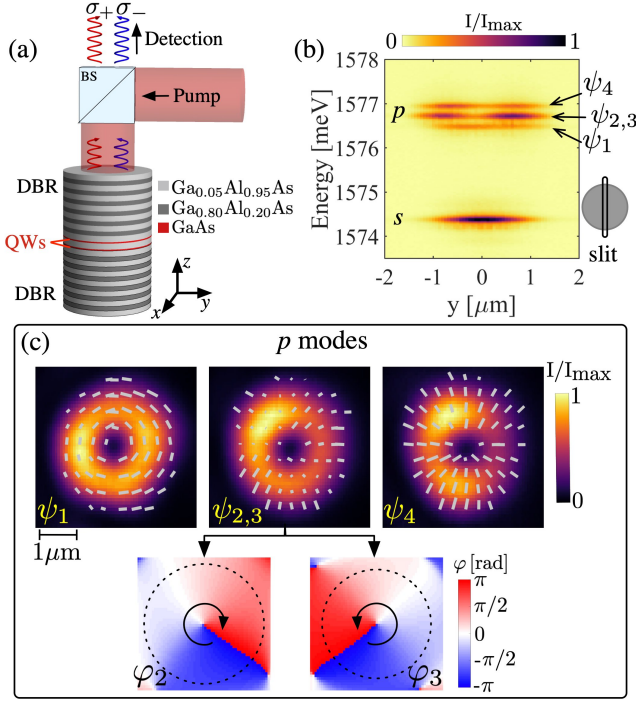 (a)
σ+ σ−
Detection
BS
Pump
DBR
Ga0.05Al0.95As
Ga0.80Al0.20As
GaAs
QWs
DBR
z
y
x
(b)
I/Imax
0 1
1578
1577
1576
1575
1574
Energy [meV]
p
s
ψ4
ψ2,3
ψ1
-2 -1 0 1 2
y [μm]
slit
(c)
p modes
ψ1
ψ2,3
ψ4
I/Imax
1
0
1μm
φ2
φ3
φ [rad]
π
π/2
0
-π/2
-π